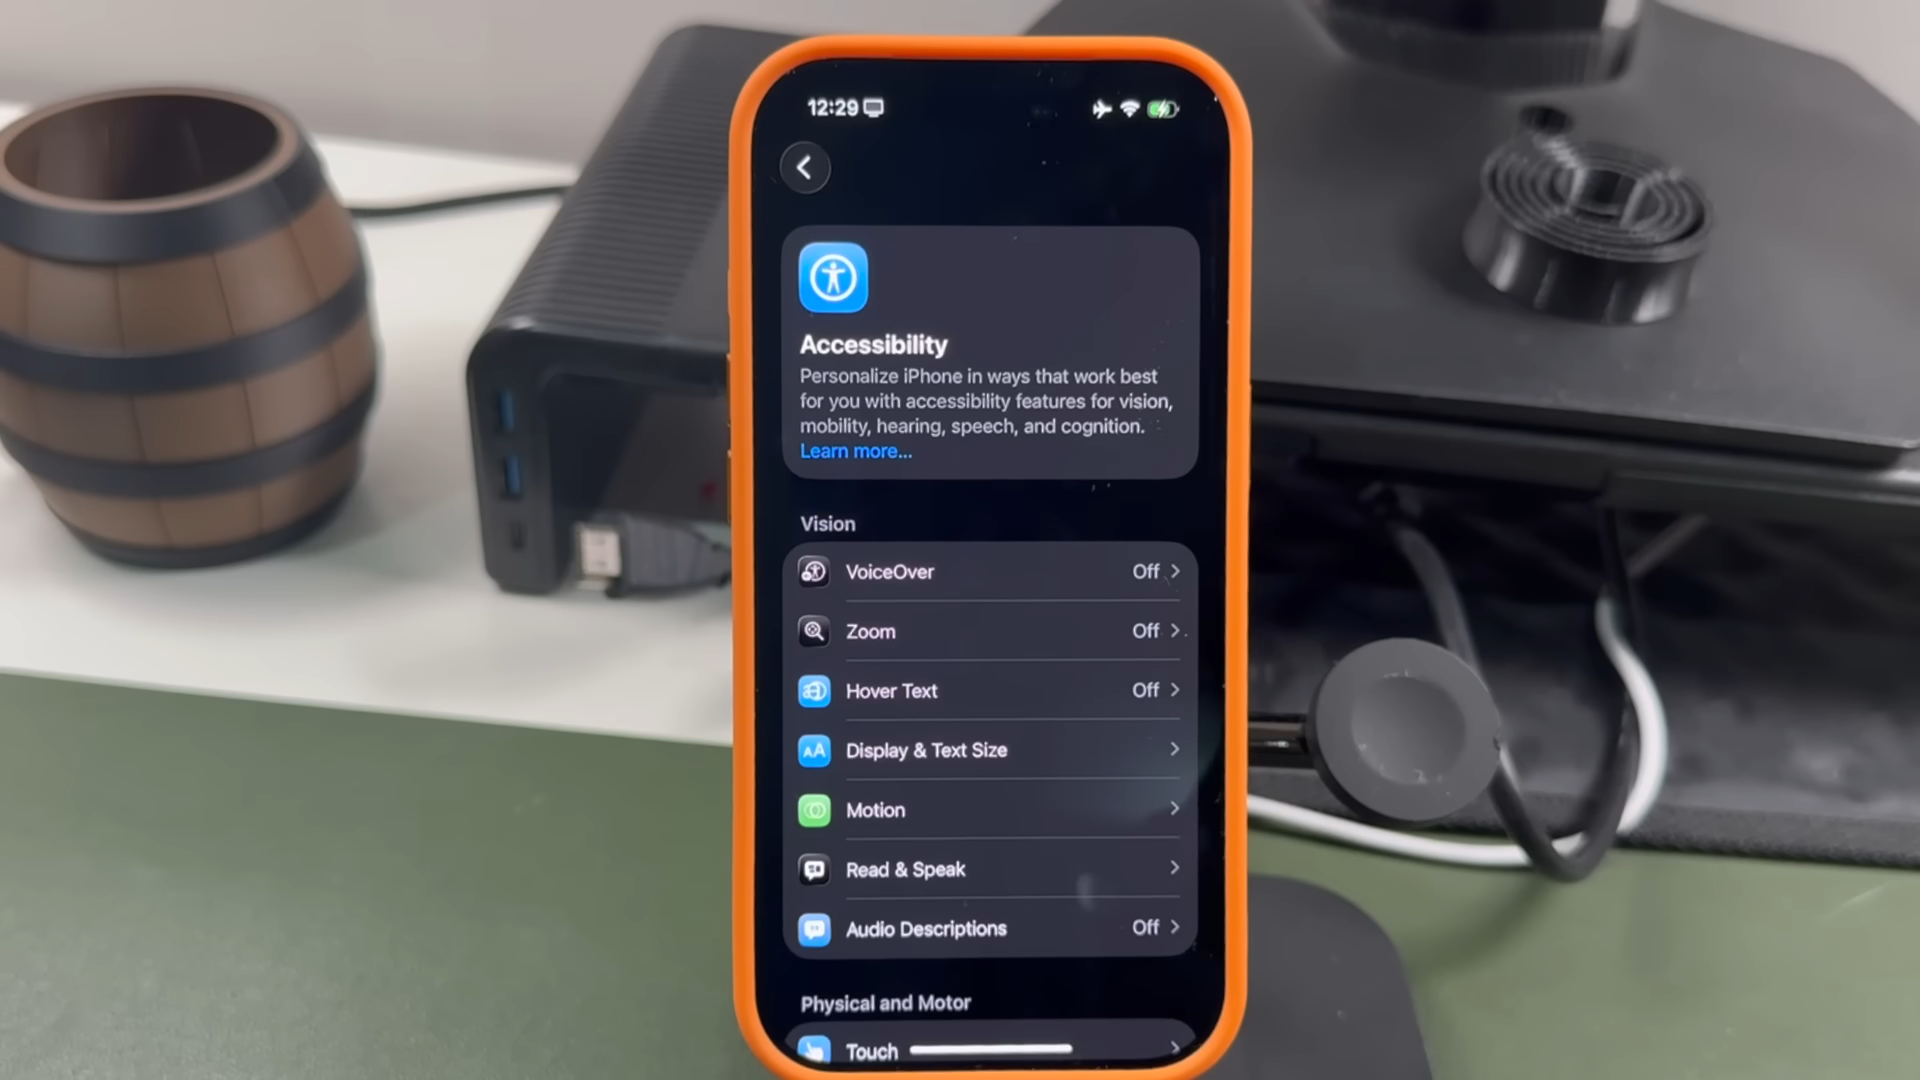 12:29
Accessibility
Personalize iPhone in ways that work best
for you with accessibility features for vision,
mobility, hearing, speech, and cognition.
Learn more...
Vision
VoiceOver Off
Zoom Off
Hover Text Off
Display & Text Size
Motion
Read & Speak
Audio Descriptions Off
Physical and Motor
Touch